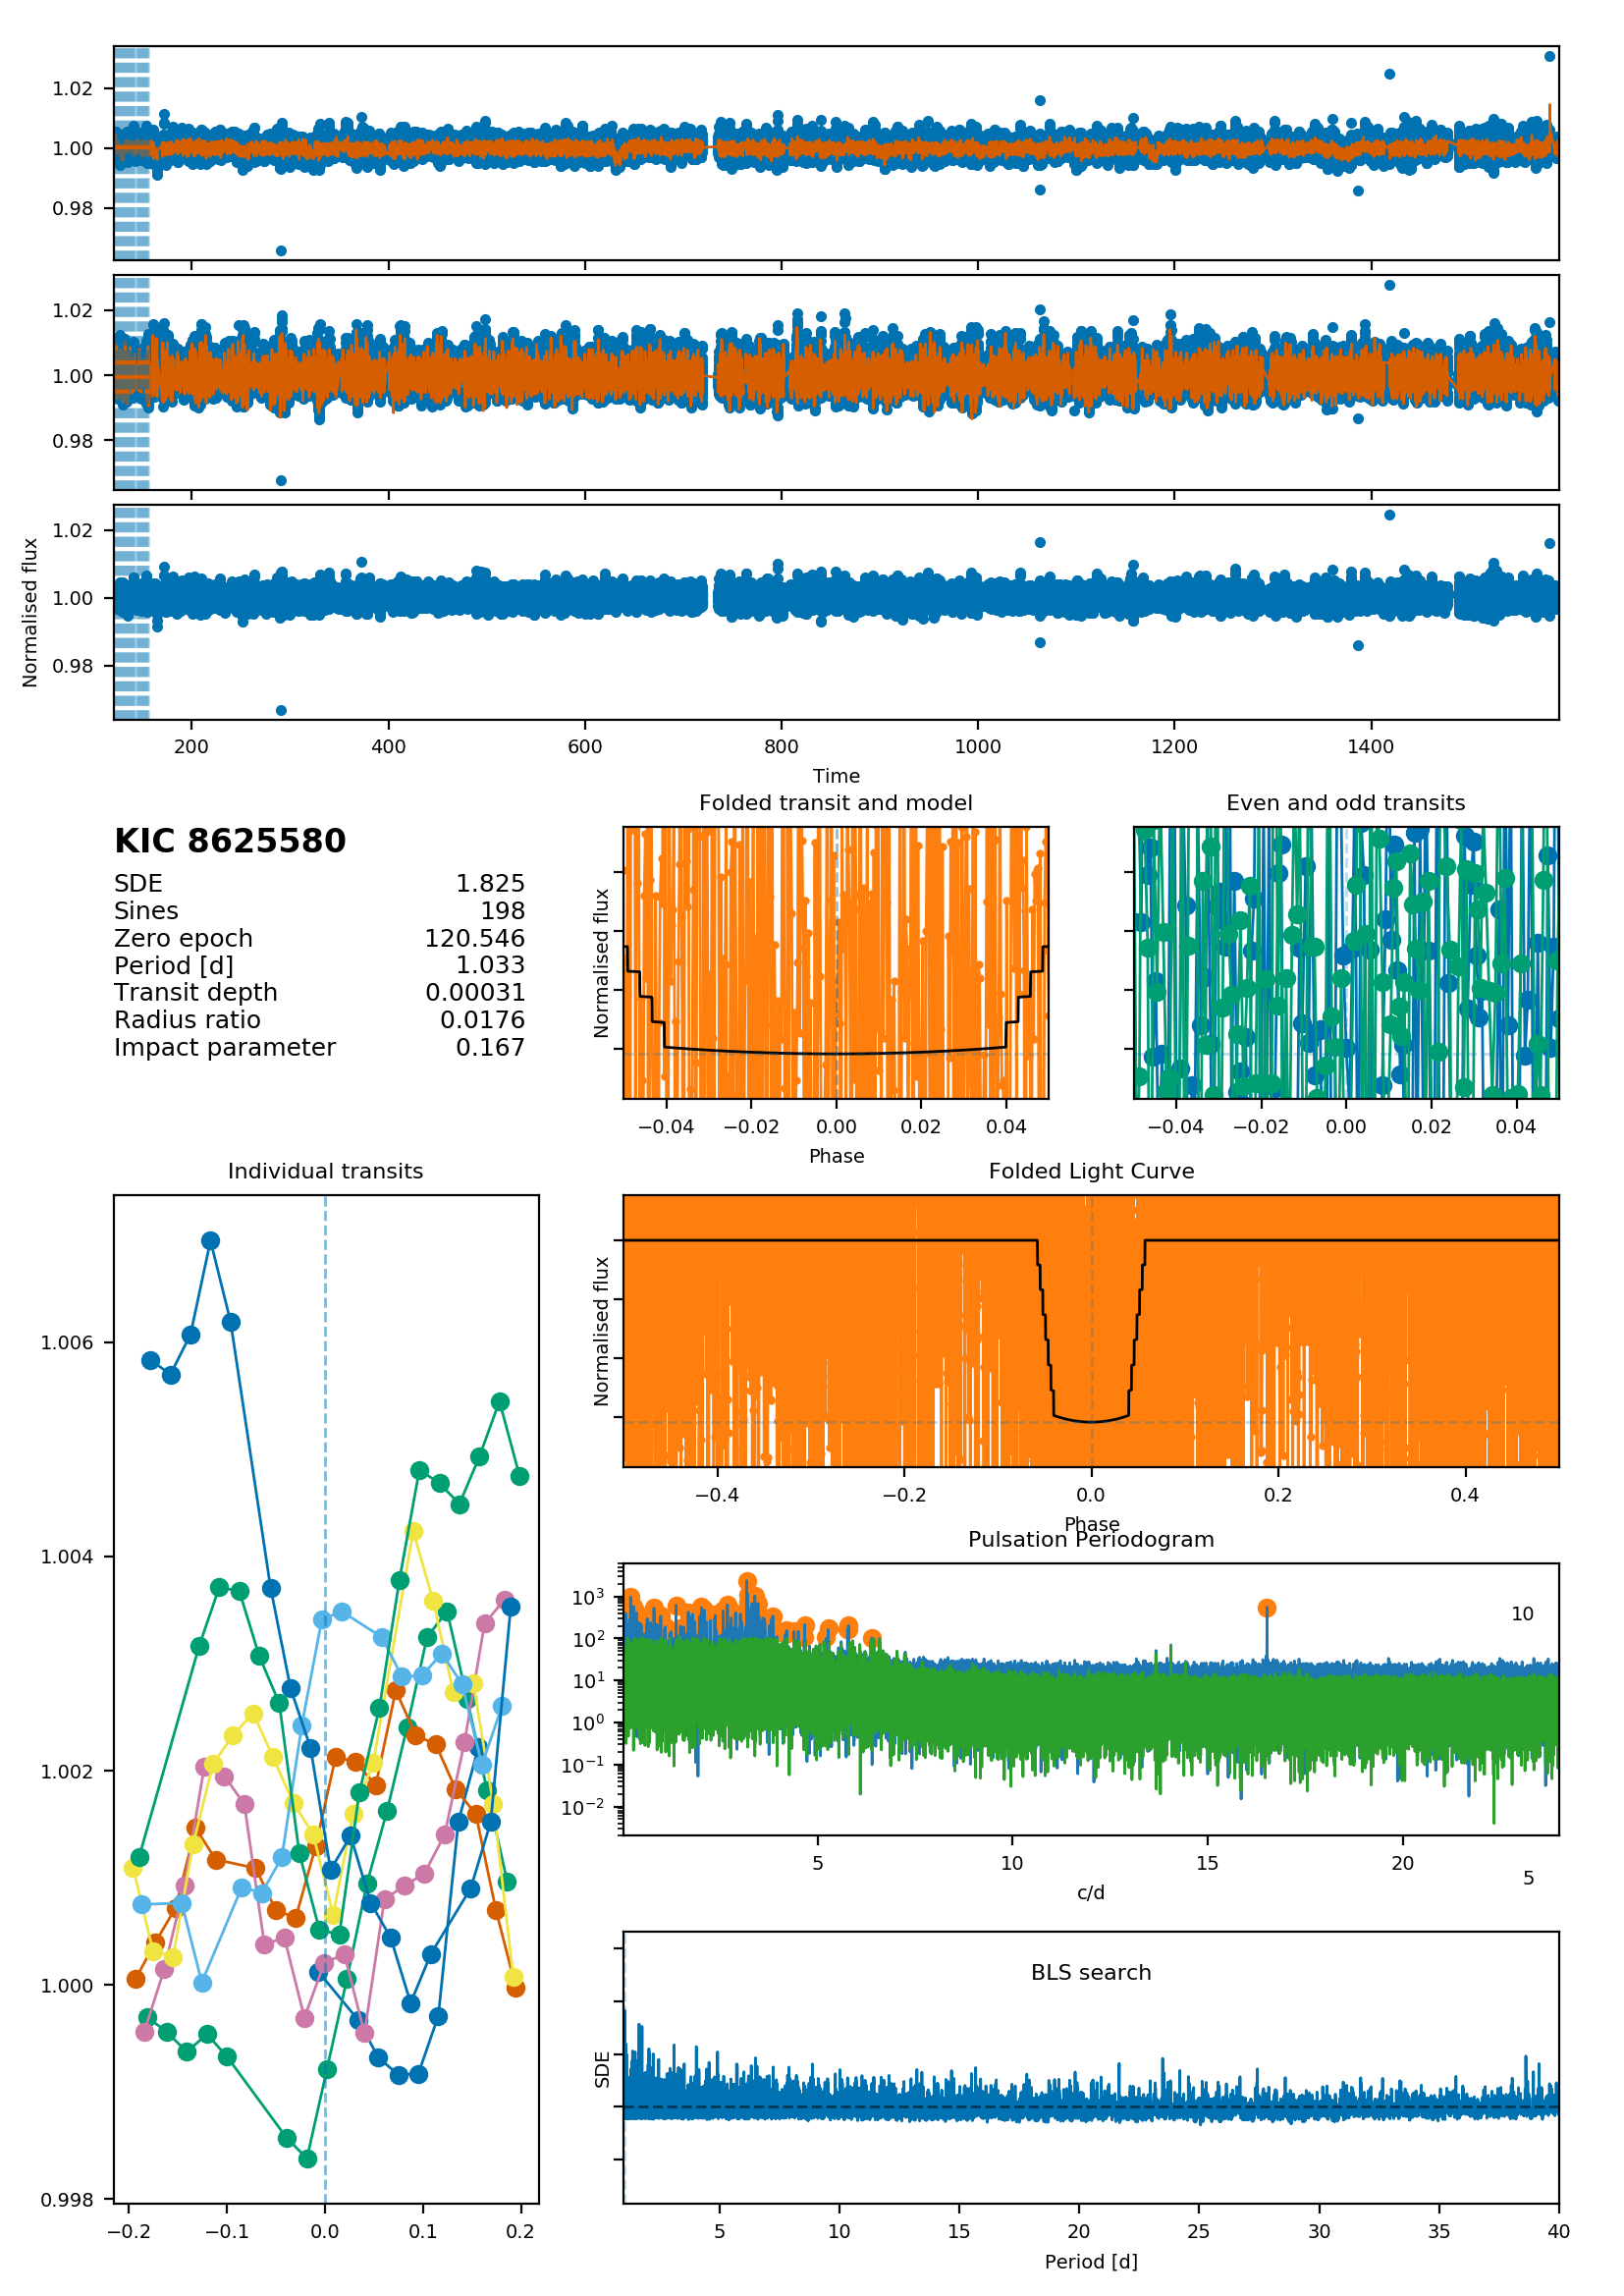 1.02
1.00
0.98
1.02
1.00
0.98
1.02
1.00
0.98
Normalised flux
200 400 600 800 1000 1200 1400
Time
KIC 8625580
SDE 1.825
Sines 198
Zero epoch 120.546
Period [d] 1.033
Transit depth 0.00031
Radius ratio 0.0176
Impact parameter 0.167
Folded transit and model
Normalised flux
−0.04 −0.02 0.00 0.02 0.04
Phase
Even and odd transits
−0.04 −0.02 0.00 0.02 0.04
Individual transits
1.006
1.004
1.002
1.000
0.998
−0.2 −0.1 0.0 0.1 0.2
Folded Light Curve
Normalised flux
−0.4 −0.2 0.0 0.2 0.4
Phase
Pulsation Periodogram
10³
10²
10¹
10⁰
10⁻¹
10⁻²
10
5 10 15 20
5
c/d
BLS search
SDE
5 10 15 20 25 30 35 40
Period [d]